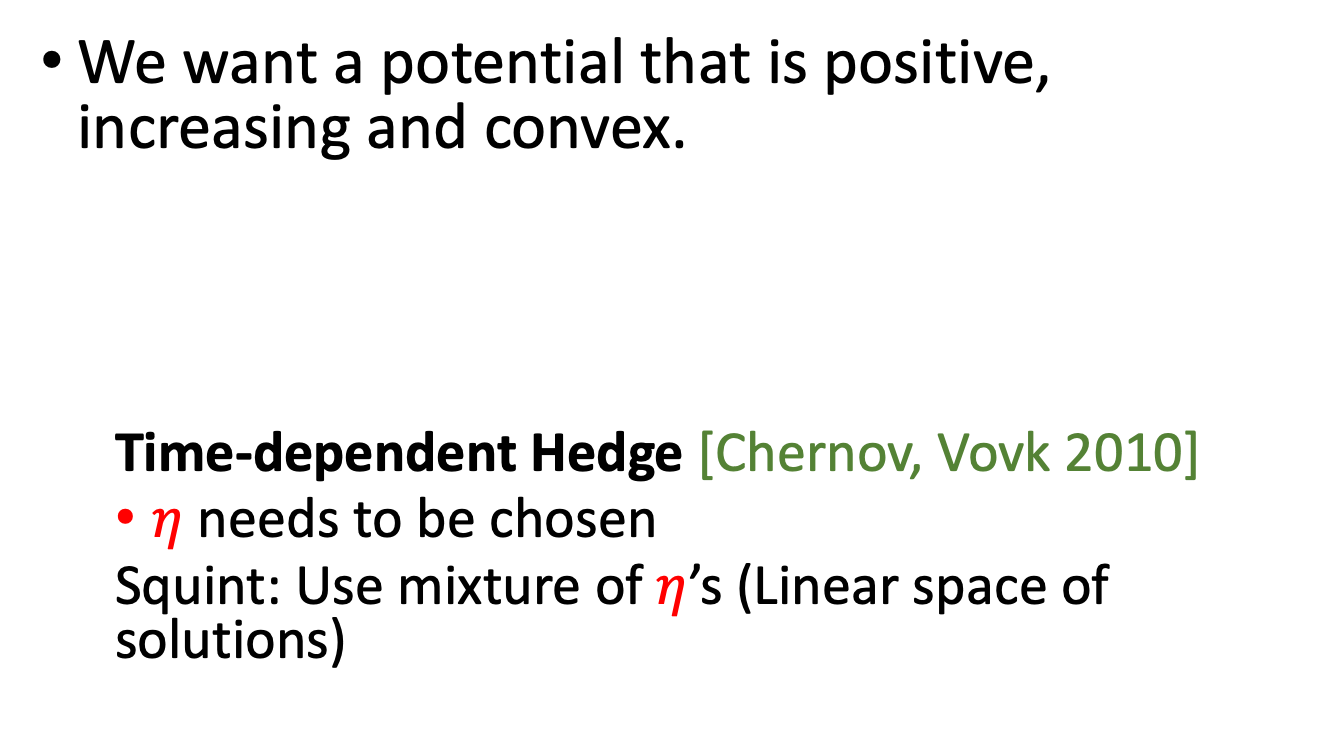 • We want a potential that is positive,
increasing and convex.
Time-dependent Hedge [Chernov, Vovk 2010]
• η needs to be chosen
Squint: Use mixture of η’s (Linear space of
solutions)